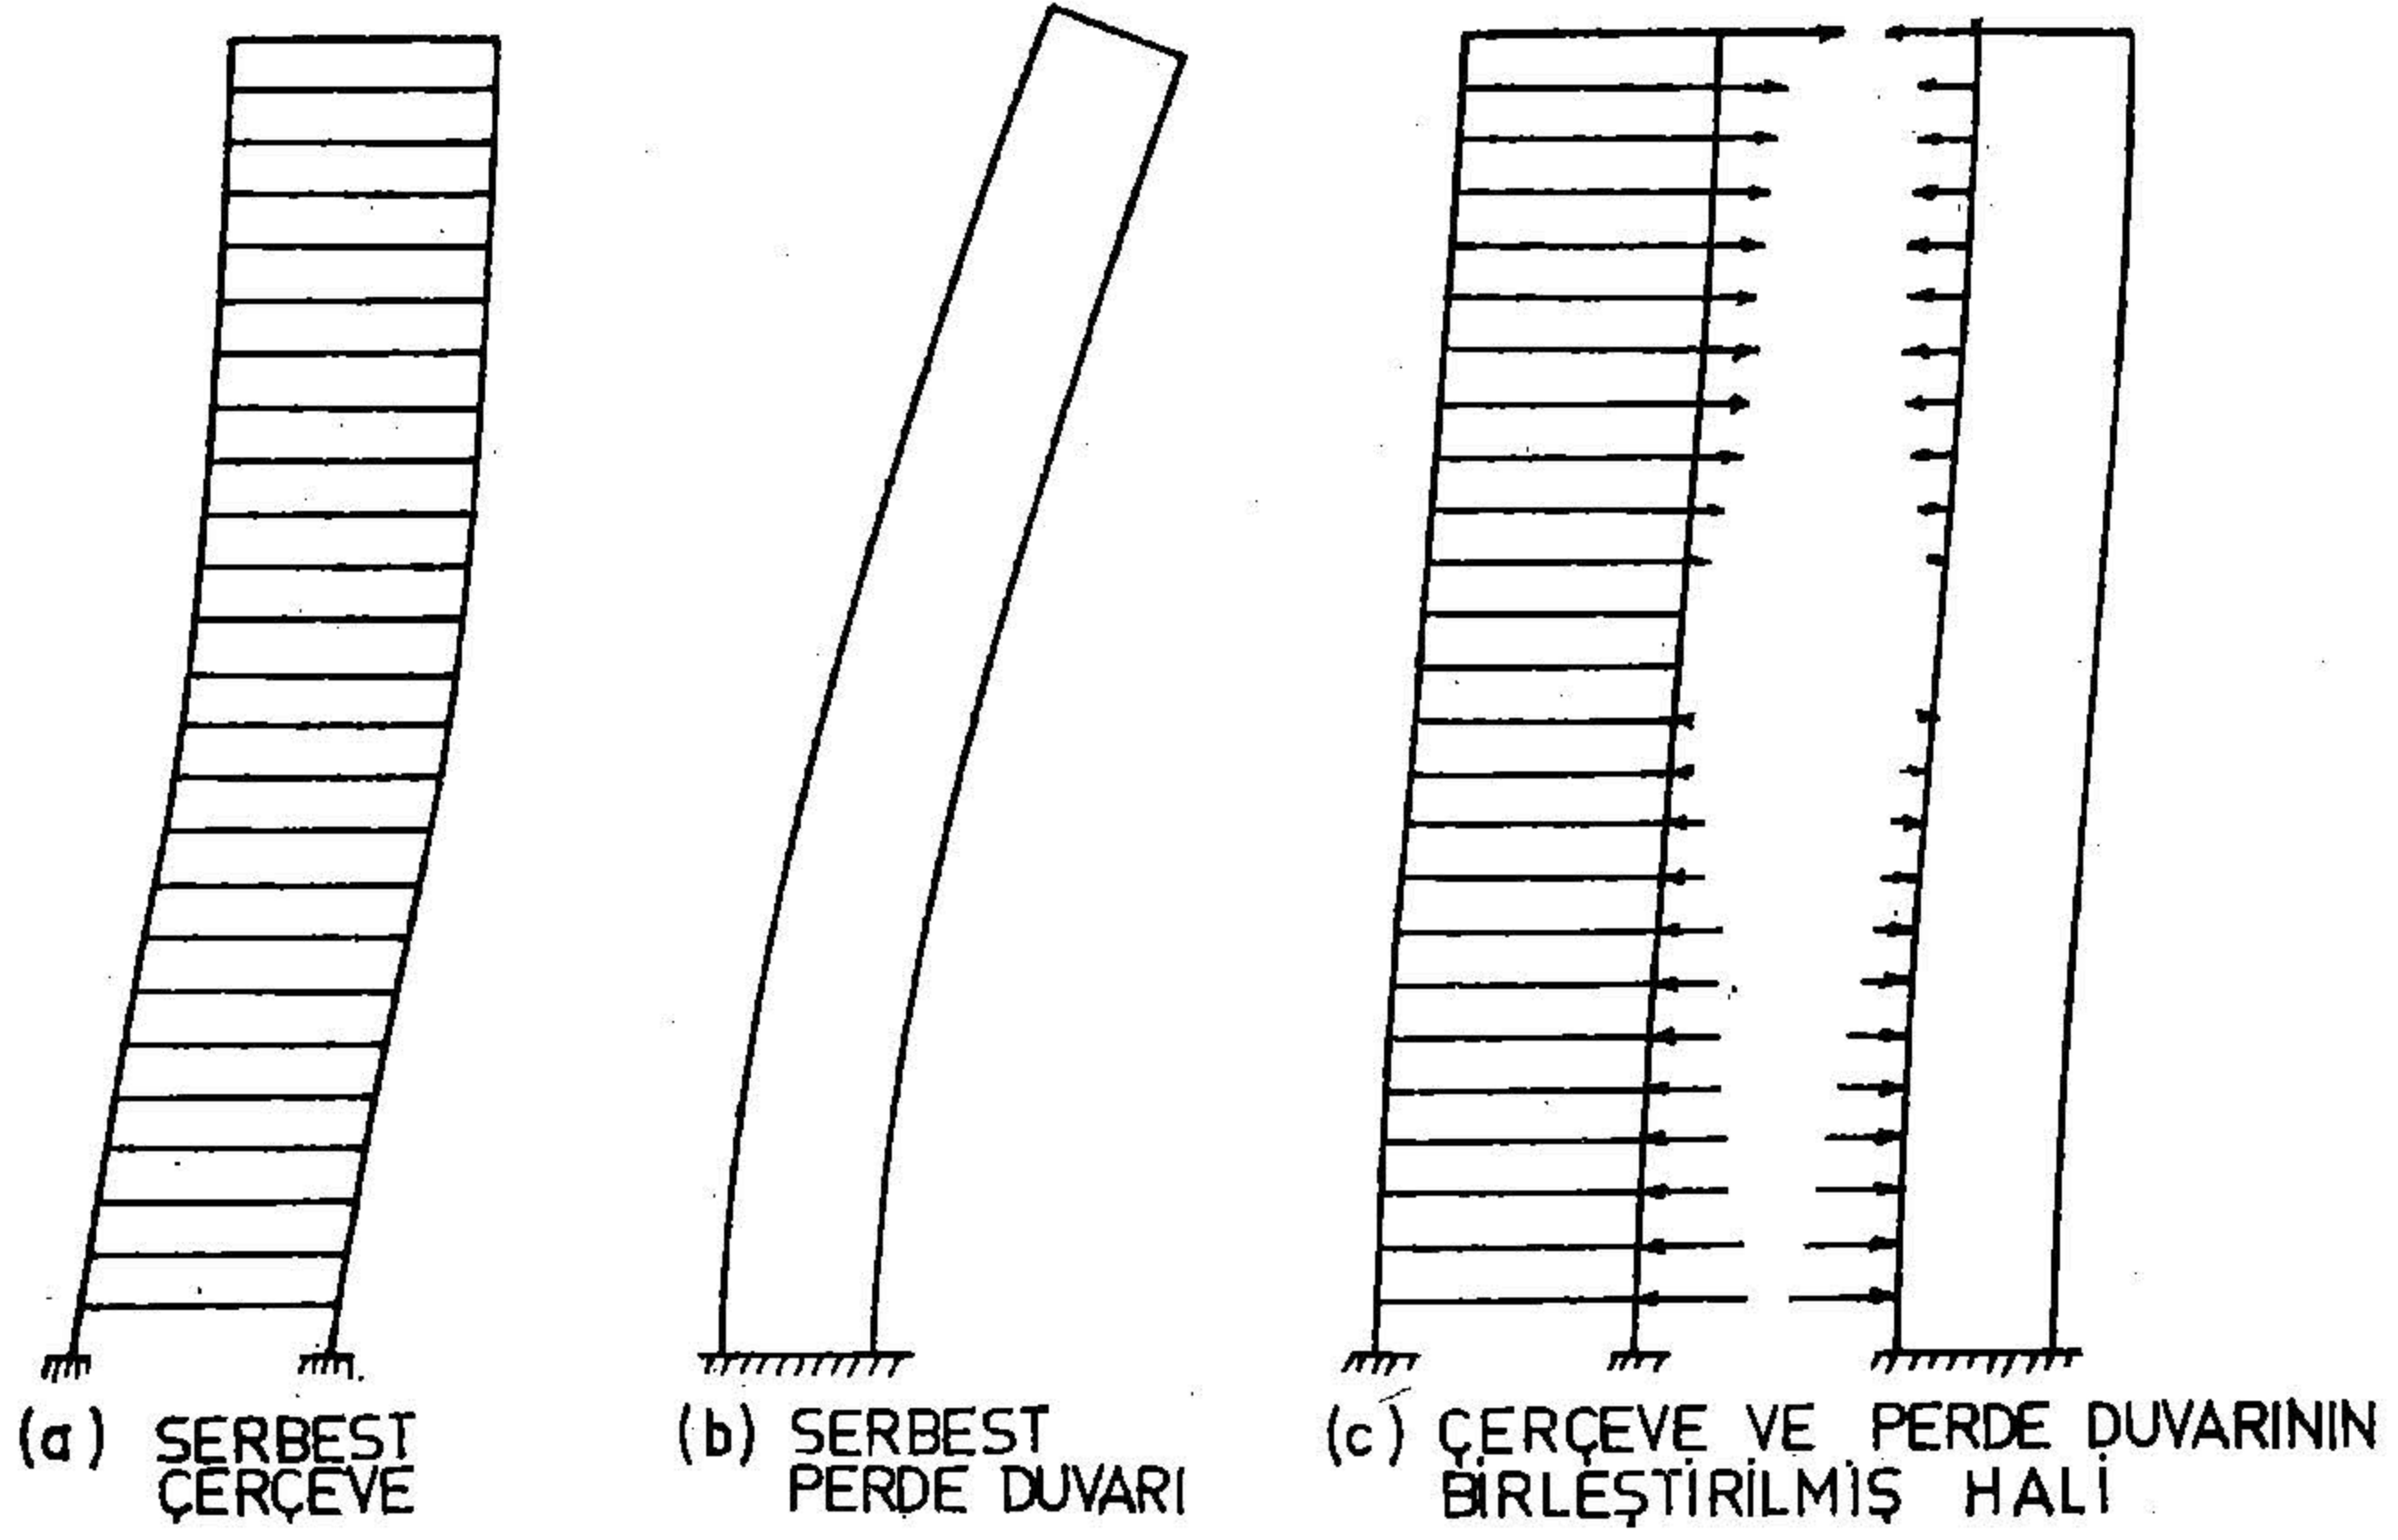 (a) SERBEST
ÇERÇEVE
(b) SERBEST
PERDE DUVARI
(c) ÇERÇEVE VE PERDE DUVARININ
BİRLEŞTİRİLMİŞ HALİ